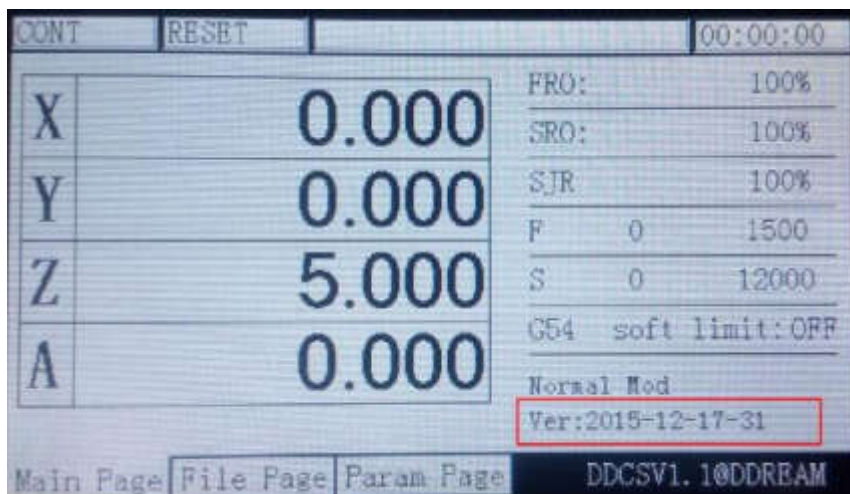 CONT RESET 00:00:00
X 0.000
Y 0.000
Z 5.000
A 0.000
FRO: 100%
SRO: 100%
SJR 100%
F 0 1500
S 0 12000
G54 soft limit:OFF
Normal Mod
Ver:2015-12-17-31
Main Page File Page Param Page DDCSV1.1@DDREAM